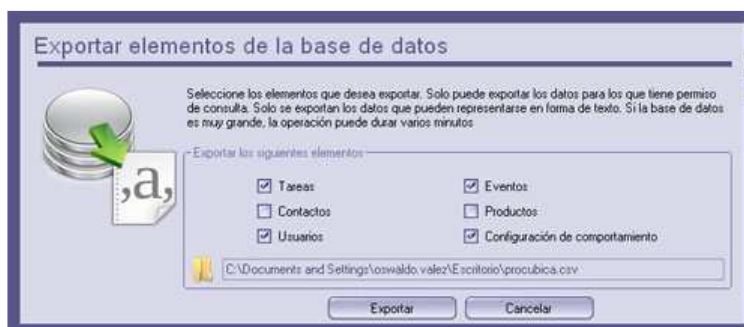 Exportar elementos de la base de datos
Seleccione los elementos que desea exportar. Solo puede exportar los datos para los que tiene permiso
de consulta. Solo se exportan los datos que pueden representarse en forma de texto. Si la base de datos
es muy grande, la operación puede durar varios minutos
,a,
Exportar los siguientes elementos
Tareas
Eventos
Contactos
Productos
Usuarios
Configuración de comportamiento
C:\Documents and Settings\oswaldo.valez\Escritorio\procubica.csv
Exportar
Cancelar